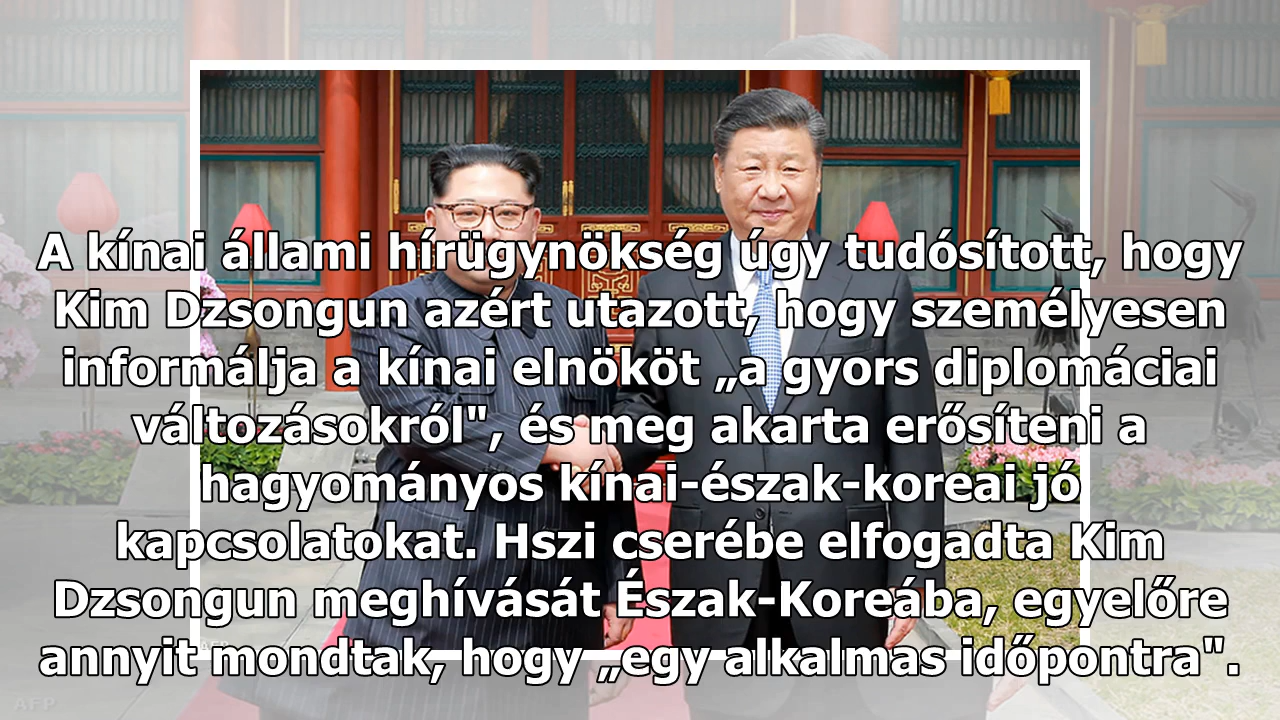 A kínai állami hírügynökség úgy tudósított, hogy
Kim Dzsongun azért utazott, hogy személyesen
informálja a kínai elnököt „a gyors diplomáciai
változásokról", és meg akarta erősíteni a
hagyományos kínai-észak-koreai jó
kapcsolatokat. Hszi cserébe elfogadta Kim
Dzsongun meghívását Észak-Koreába, egyelőre
annyit mondtak, hogy „egy alkalmas időpontra".
AFP
AFP